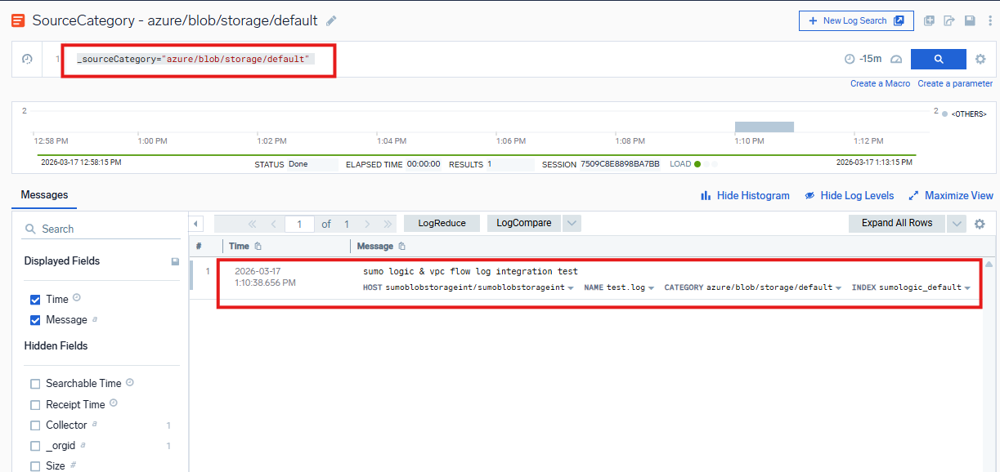 SourceCategory - azure/blob/storage/default
New Log Search
1 _sourceCategory="azure/blob/storage/default"
-15m
Create a Macro Create a parameter
2
2 <OTHERS>
12:58 PM 1:00 PM 1:02 PM 1:04 PM 1:06 PM 1:08 PM 1:10 PM 1:12 PM
2026-03-17 12:58:15 PM
STATUS Done ELAPSED TIME 00:00:00 RESULTS 1 SESSION 7509C8E8898BA7BB LOAD
2026-03-17 1:13:15 PM
Messages
Hide Histogram Hide Log Levels Maximize View
Search
1 of 1
LogReduce LogCompare
Expand All Rows
# Time Message
Displayed Fields
Time
Message a
Hidden Fields
Searchable Time
Receipt Time
Collector a 1
_orgid a 1
Size #
1 2026-03-17
1:10:38.656 PM
sumo logic & vpc flow log integration test
HOST sumoblobstorageint/sumoblobstorageint NAME test.log CATEGORY azure/blob/storage/default INDEX sumologic_default